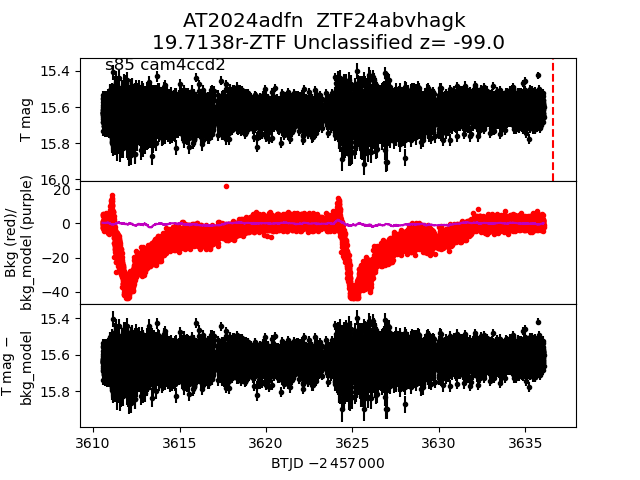 AT2024adfn  ZTF24abvhagk
19.7138r-ZTF Unclassified z= -99.0
s85 cam4ccd2
15.4
15.6
15.8
16.0
T mag
20
0
−20
−40
Bkg (red)/
bkg_model (purple)
15.4
15.6
15.8
T mag −
bkg_model
3610 3615 3620 3625 3630 3635
BTJD −2 457 000